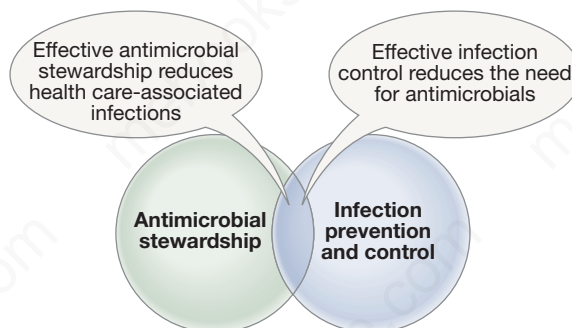 Effective antimicrobial
stewardship reduces
health care-associated
infections
Effective infection
control reduces the need
for antimicrobials
Antimicrobial
stewardship
Infection
prevention
and control